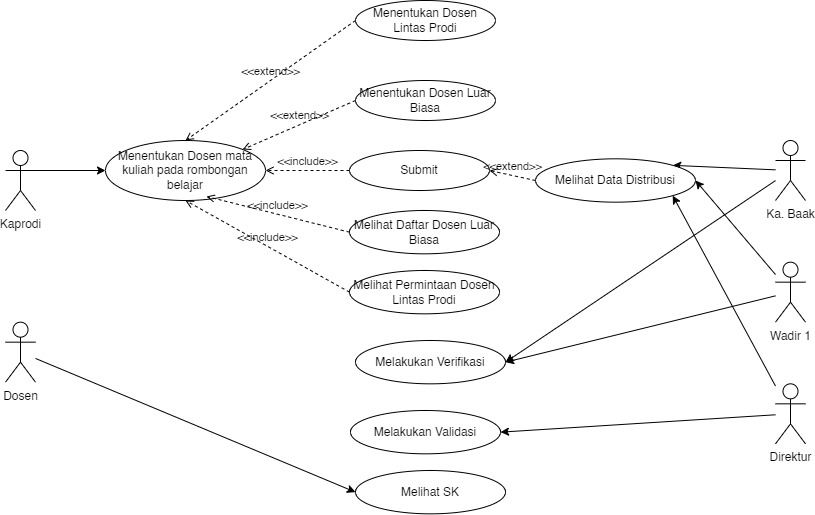 Menentukan Dosen
Lintas Prodi
<<extend>>
Menentukan Dosen Luar
Biasa
<<extend>>
Menentukan Dosen mata
kuliah pada rombongan
belajar
<<include>>
Submit
<<extend>>
Melihat Data Distribusi
Kaprodi
Ka. Baak
<<include>>
Melihat Daftar Dosen Luar
Biasa
<<include>>
Melihat Permintaan Dosen
Lintas Prodi
Wadir 1
Melakukan Verifikasi
Dosen
Melakukan Validasi
Direktur
Melihat SK